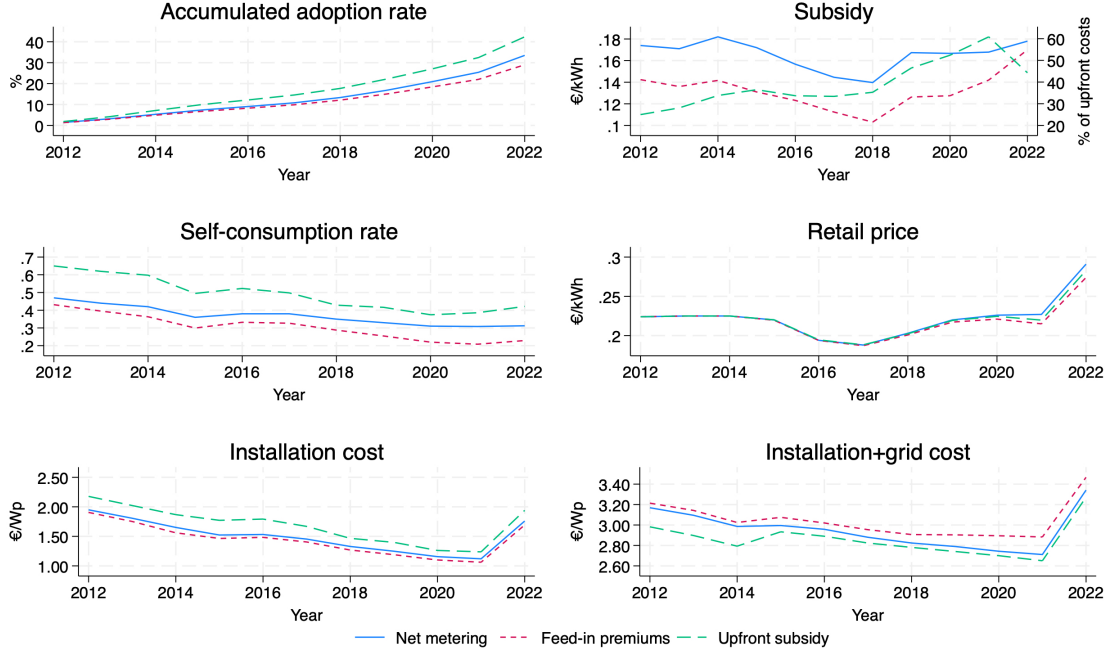 Accumulated adoption rate
%
40
30
20
10
0
2012 2014 2016 2018 2020 2022
Year
Subsidy
€/kWh
.18
.16
.14
.12
.1
% of upfront costs
60
50
40
30
20
2012 2014 2016 2018 2020 2022
Year
Self-consumption rate
.7
.6
.5
.4
.3
.2
2012 2014 2016 2018 2020 2022
Year
Retail price
€/kWh
.3
.25
.2
2012 2014 2016 2018 2020 2022
Year
Installation cost
€/Wp
2.50
2.00
1.50
1.00
2012 2014 2016 2018 2020 2022
Year
Installation+grid cost
€/Wp
3.40
3.20
3.00
2.80
2.60
2012 2014 2016 2018 2020 2022
Year
Net metering Feed-in premiums Upfront subsidy